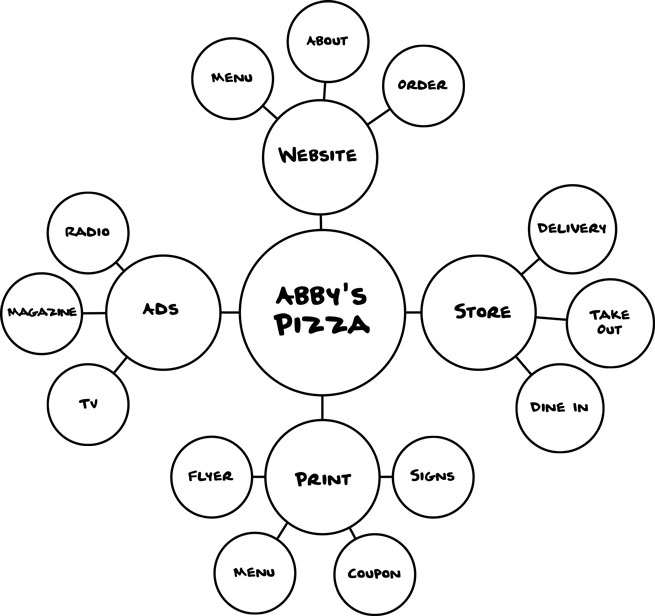 ABOUT
MENU
ORDER
WEBSITE
RADIO
MAGAZINE
TV
ADS
ABBY'S
PIZZA
STORE
DELIVERY
TAKE
OUT
DINE IN
PRINT
FLYER
SIGNS
MENU
COUPON